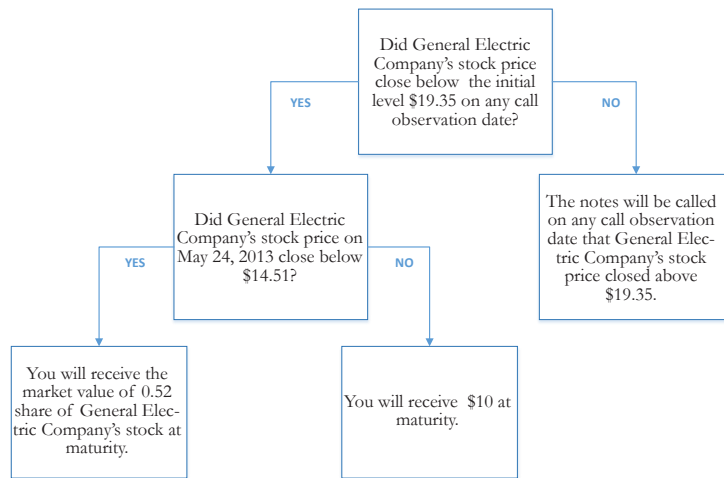 Did General Electric
Company's stock price
close below the initial
level $19.35 on any call
observation date?
YES
NO
Did General Electric
Company's stock price on
May 24, 2013 close below
$14.51?
The notes will be called
on any call observation
date that General Elec-
tric Company's stock
price closed above
$19.35.
YES
NO
You will receive the
market value of 0.52
share of General Elec-
tric Company's stock at
maturity.
You will receive $10 at
maturity.